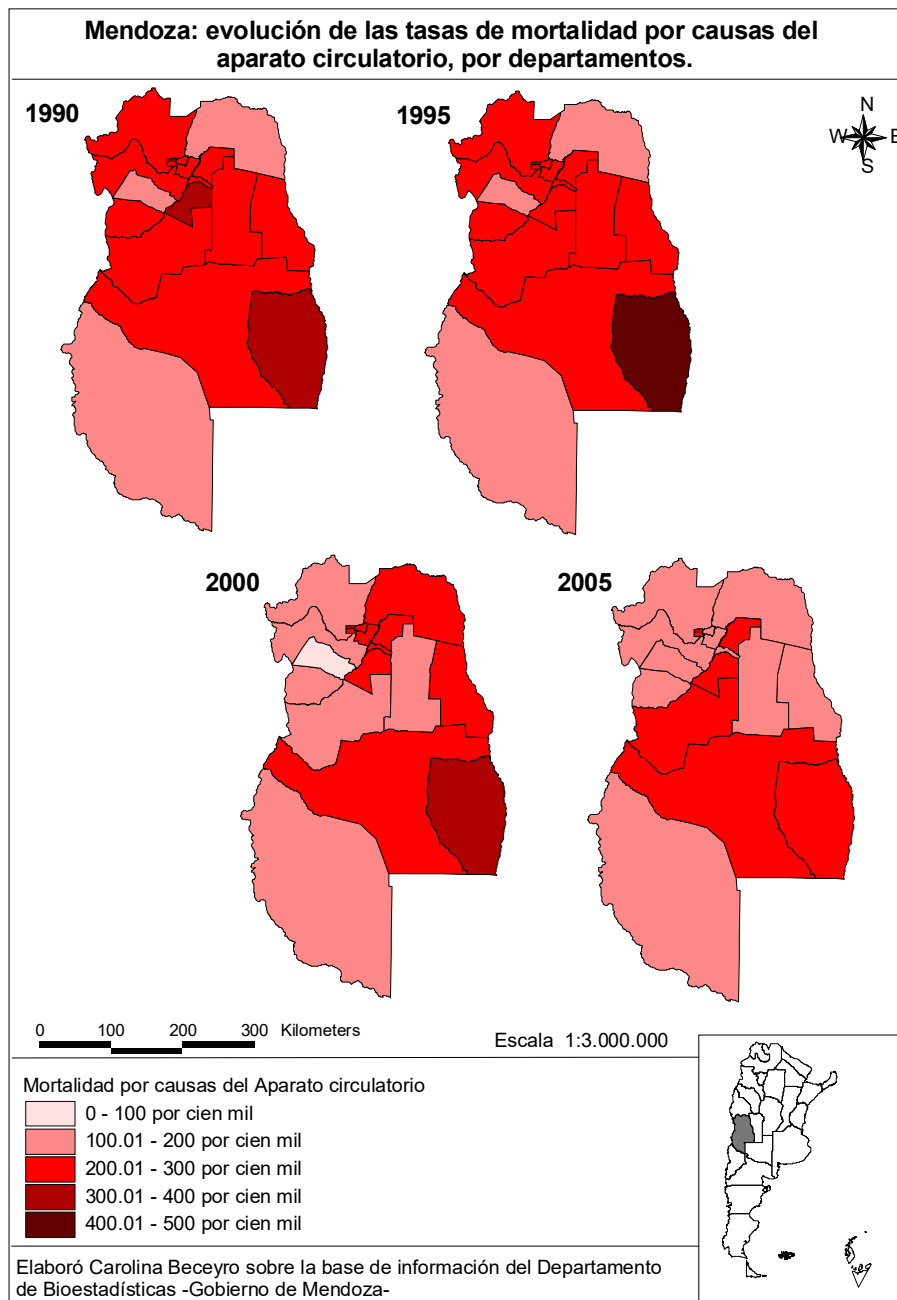 Mendoza: evolución de las tasas de mortalidad por causas del
aparato circulatorio, por departamentos.
1990
1995
N
W E
S
2000
2005
0 100 200 300 Kilometers
Escala 1:3.000.000
Mortalidad por causas del Aparato circulatorio
0 - 100 por cien mil
100.01 - 200 por cien mil
200.01 - 300 por cien mil
300.01 - 400 por cien mil
400.01 - 500 por cien mil
Elaboró Carolina Beceyro sobre la base de información del Departamento
de Bioestadísticas -Gobierno de Mendoza-